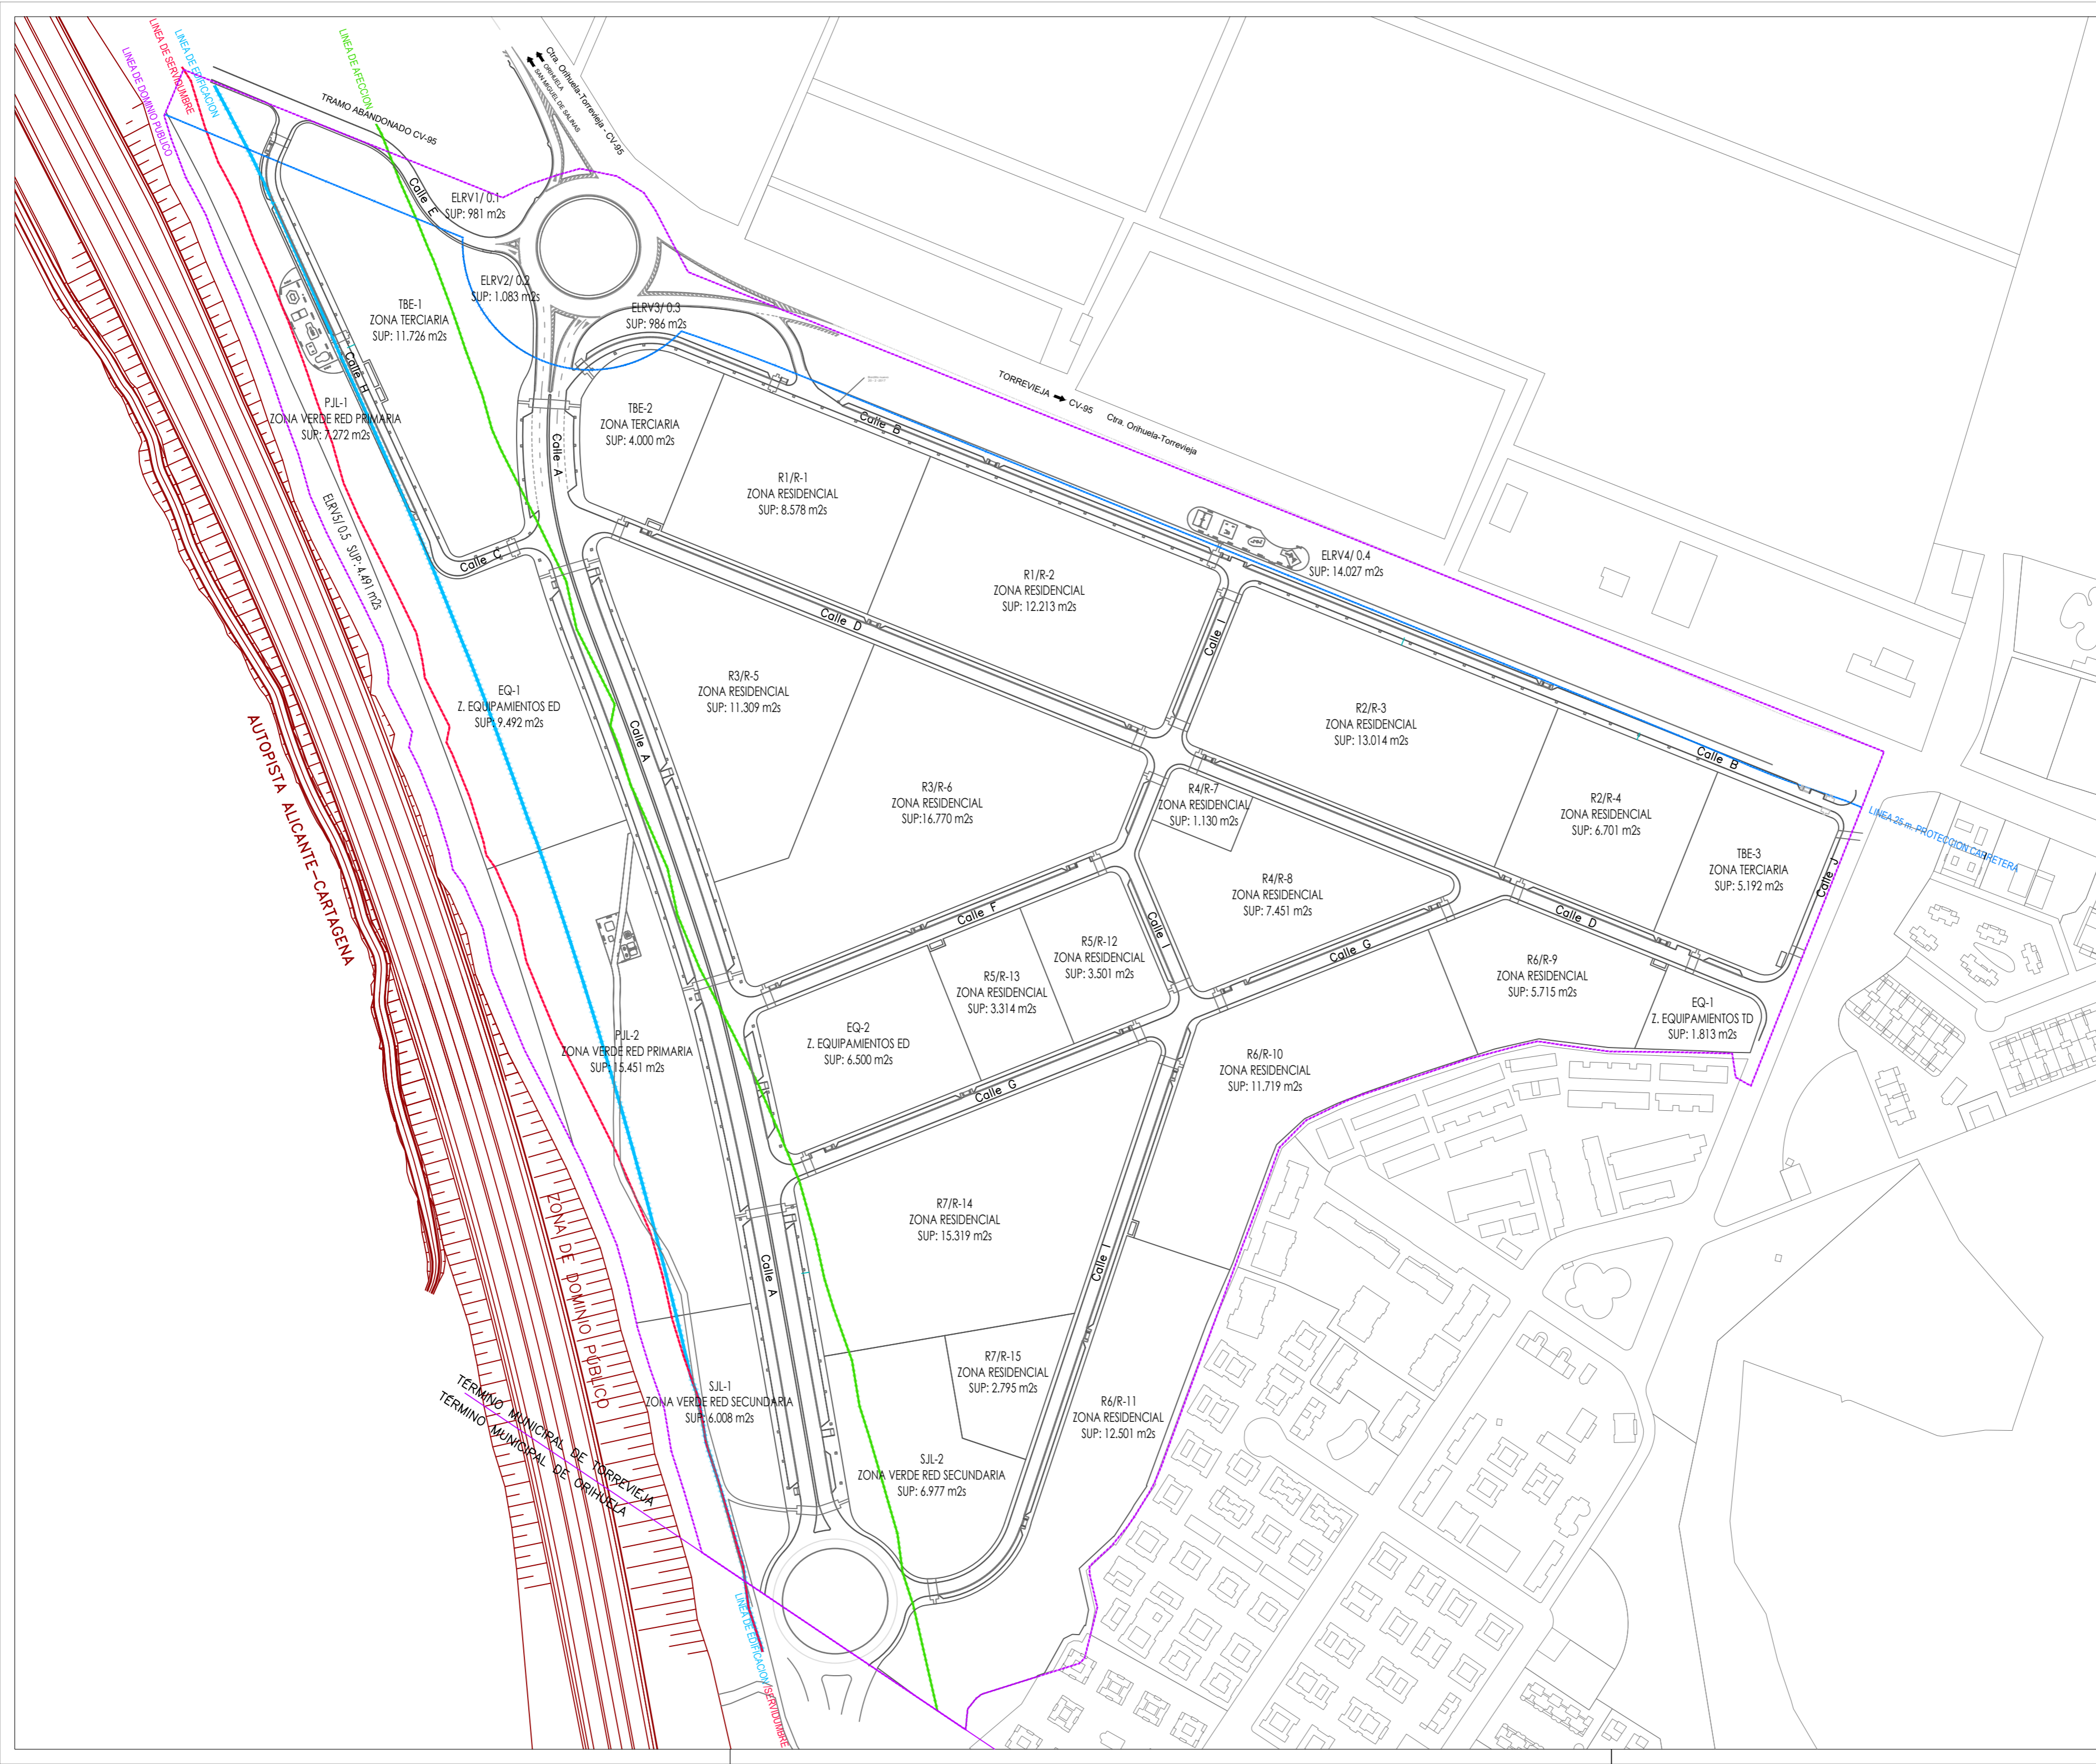 LINEA DE DOMINIO PUBLICO
LINEA DE SERVIDUMBRE
LINEA DE EDIFICACION
LINEA DE AFECCION
TRAMO ABANDONADO CV-95
Ctra. Orihuela-Torrevieja - CV-95
ORIHUELA
SAN MIGUEL DE SALINAS
Calle E
ELRV1/ 0.1
SUP: 981 m2s
ELRV2/ 0.2
SUP: 1.083 m2s
ELRV3/ 0.3
SUP: 986 m2s
TBE-1
ZONA TERCIARIA
SUP: 11.726 m2s
Calle H
PJL-1
ZONA VERDE RED PRIMARIA
SUP: 7.272 m2s
TBE-2
ZONA TERCIARIA
SUP: 4.000 m2s
Calle A
Calle B
TORREVIEJA
CV-95
Ctra. Orihuela-Torrevieja
R1/R-1
ZONA RESIDENCIAL
SUP: 8.578 m2s
ELRV5/ 0.5 SUP: 4.491 m2s
Calle C
R1/R-2
ZONA RESIDENCIAL
SUP: 12.213 m2s
ELRV4/ 0.4
SUP: 14.027 m2s
Calle D
Calle I
R3/R-5
ZONA RESIDENCIAL
SUP: 11.309 m2s
EQ-1
Z. EQUIPAMIENTOS ED
SUP: 9.492 m2s
Calle A
R2/R-3
ZONA RESIDENCIAL
SUP: 13.014 m2s
Calle B
R3/R-6
ZONA RESIDENCIAL
SUP:16.770 m2s
R4/R-7
ZONA RESIDENCIAL
SUP: 1.130 m2s
R2/R-4
ZONA RESIDENCIAL
SUP: 6.701 m2s
LINEA 25 m. PROTECCION CARRETERA
AUTOPISTA ALICANTE-CARTAGENA
TBE-3
ZONA TERCIARIA
SUP: 5.192 m2s
Calle J
R4/R-8
ZONA RESIDENCIAL
SUP: 7.451 m2s
Calle F
Calle I
Calle D
Calle G
R5/R-12
ZONA RESIDENCIAL
SUP: 3.501 m2s
R5/R-13
ZONA RESIDENCIAL
SUP: 3.314 m2s
R6/R-9
ZONA RESIDENCIAL
SUP: 5.715 m2s
EQ-1
Z. EQUIPAMIENTOS TD
SUP: 1.813 m2s
EQ-2
Z. EQUIPAMIENTOS ED
SUP: 6.500 m2s
PJL-2
ZONA VERDE RED PRIMARIA
SUP: 15.451 m2s
R6/R-10
ZONA RESIDENCIAL
SUP: 11.719 m2s
Calle G
R7/R-14
ZONA RESIDENCIAL
SUP: 15.319 m2s
Calle A
Calle I
ZONA DE DOMINIO PUBLICO
R7/R-15
ZONA RESIDENCIAL
SUP: 2.795 m2s
SJL-1
ZONA VERDE RED SECUNDARIA
SUP: 6.008 m2s
R6/R-11
ZONA RESIDENCIAL
SUP: 12.501 m2s
TÉRMINO MUNICIPAL DE TORREVIEJA
TÉRMINO MUNICIPAL DE ORIHUELA
SJL-2
ZONA VERDE RED SECUNDARIA
SUP: 6.977 m2s
LINEA DE EDIFICACION/SERVIDUMBRE